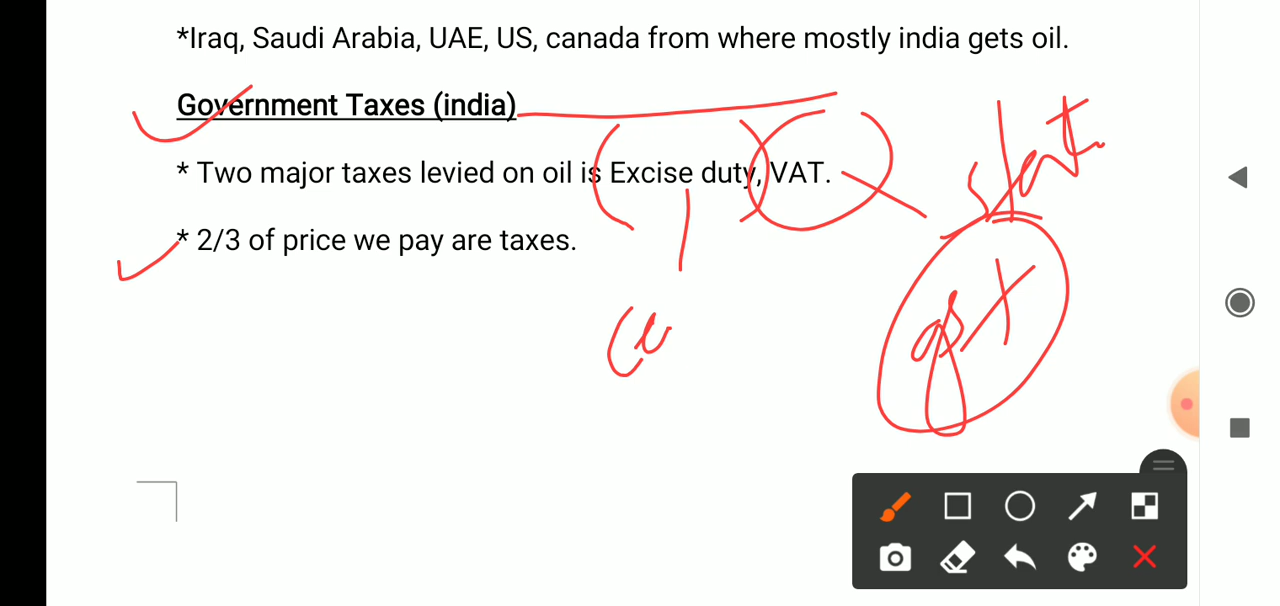 *Iraq, Saudi Arabia, UAE, US, canada from where mostly india gets oil.
Government Taxes (india)
* Two major taxes levied on oil is Excise duty, VAT.
* 2/3 of price we pay are taxes.
gst